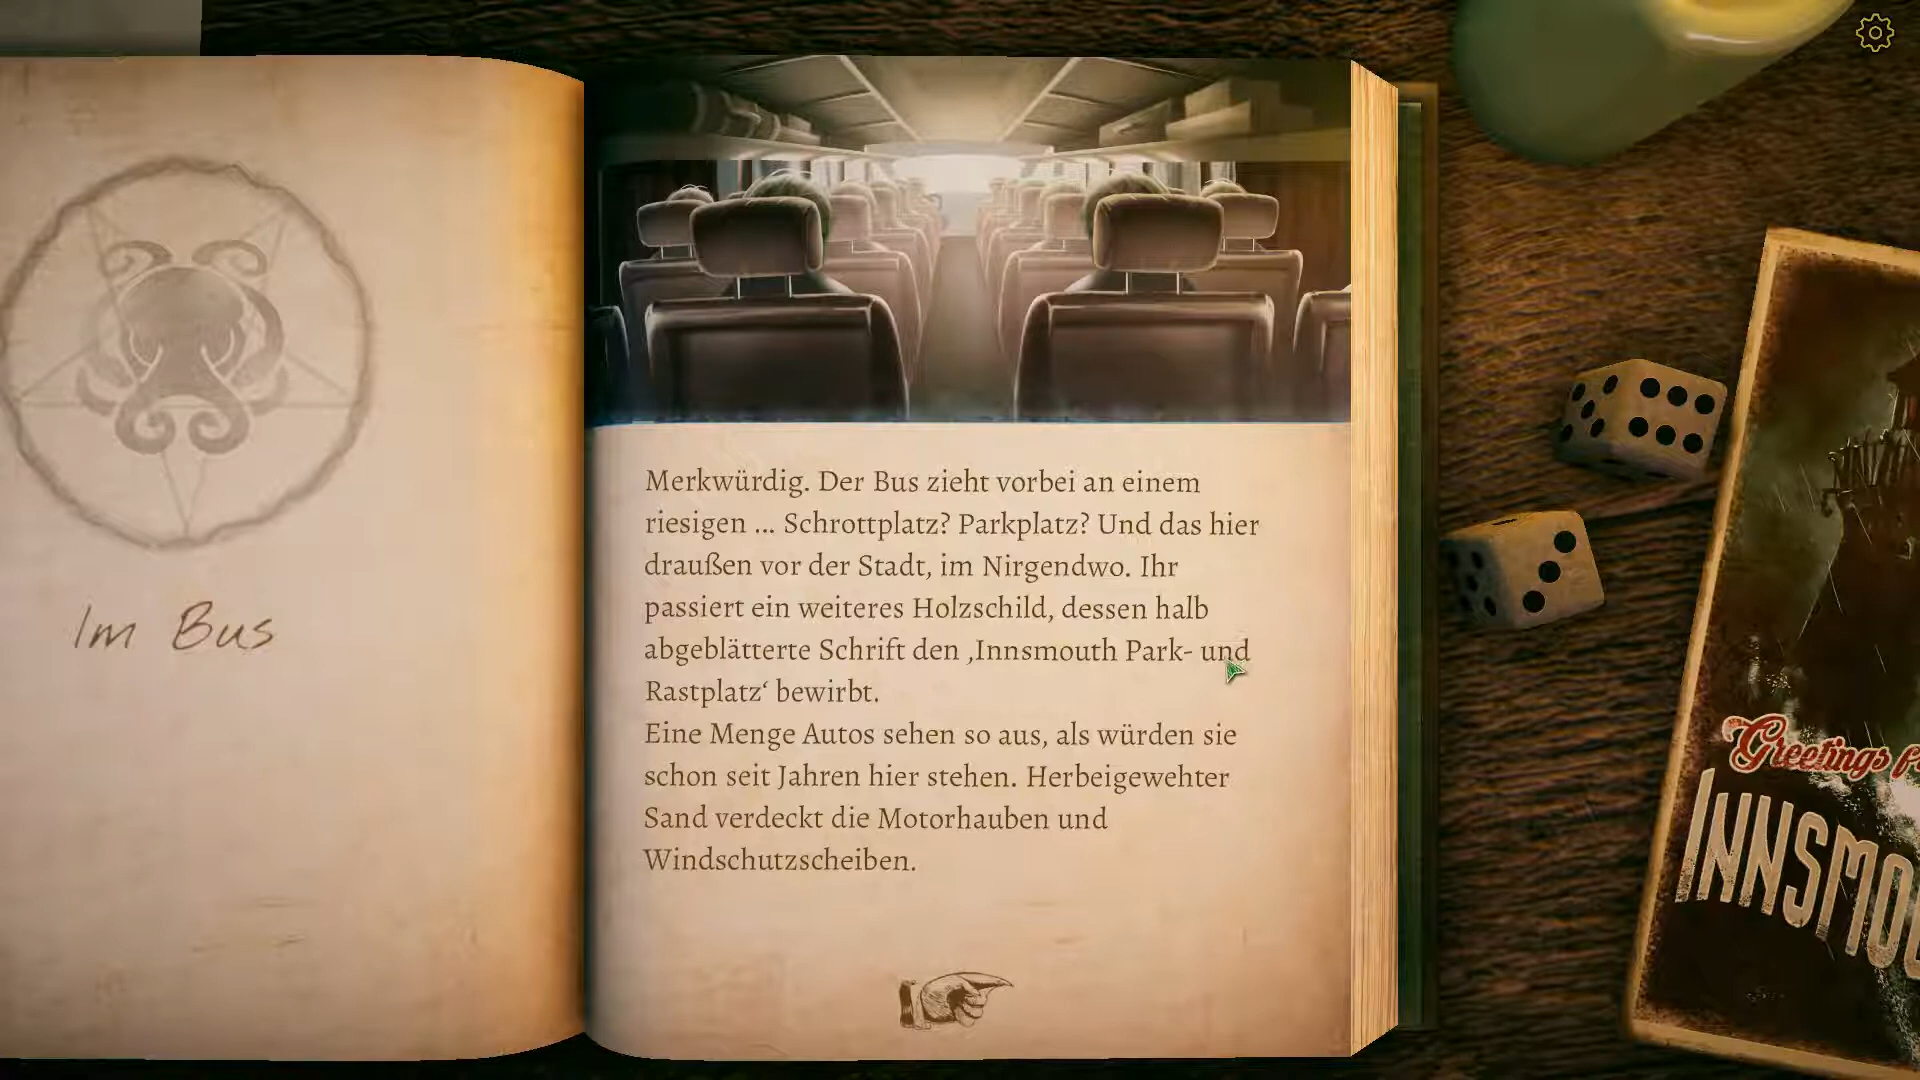 Im Bus
Merkwürdig. Der Bus zieht vorbei an einem
riesigen ... Schrottplatz? Parkplatz? Und das hier
draußen vor der Stadt, im Nirgendwo. Ihr
passiert ein weiteres Holzschild, dessen halb
abgeblätterte Schrift den ‚Innsmouth Park- und
Rastplatz‘ bewirbt.
Eine Menge Autos sehen so aus, als würden sie
schon seit Jahren hier stehen. Herbeigewehter
Sand verdeckt die Motorhauben und
Windschutzscheiben.
Greetings f
INNSMO